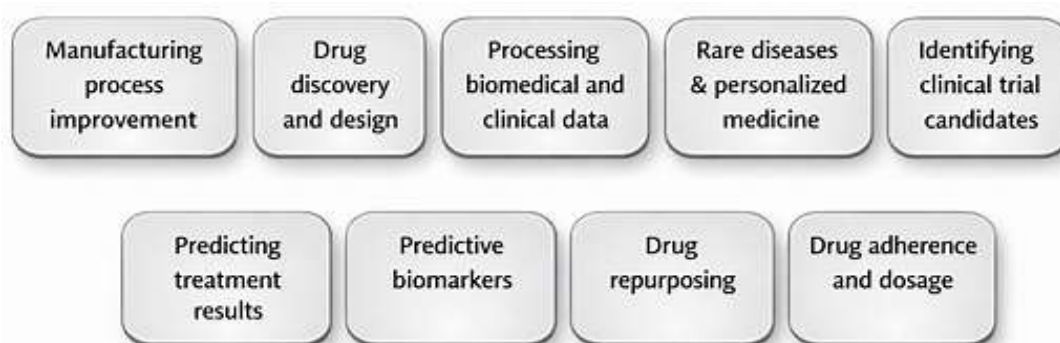 Manufacturing
process
improvement
Drug
discovery
and design
Processing
biomedical and
clinical data
Rare diseases
& personalized
medicine
Identifying
clinical trial
candidates
Predicting
treatment
results
Predictive
biomarkers
Drug
repurposing
Drug adherence
and dosage